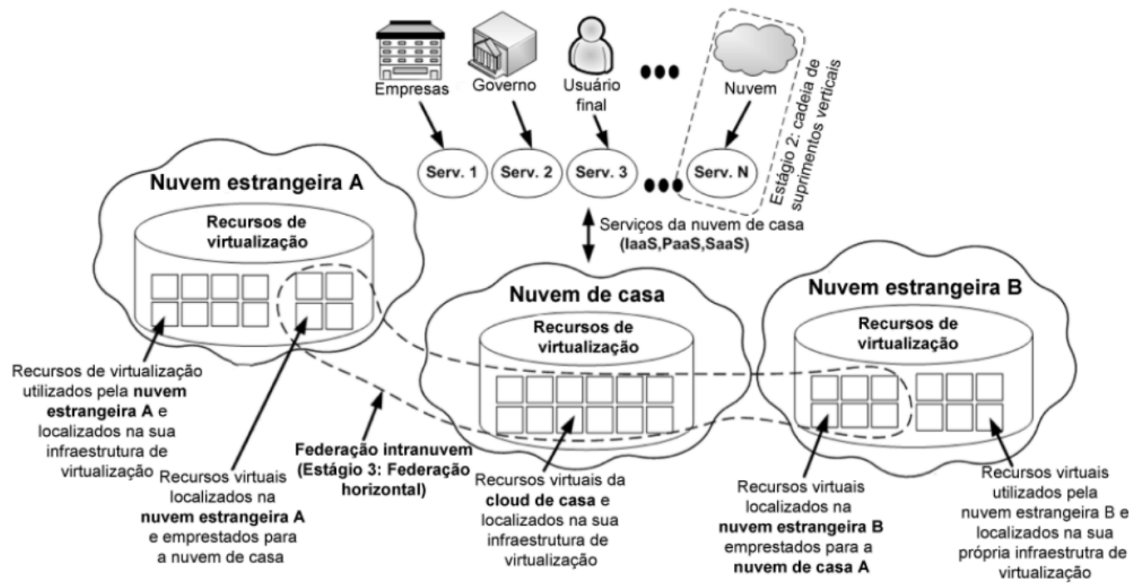 Empresas
Governo
Usuário
final
Nuvem
Estágio 2: cadeia de
suprimentos verticais
Serv. 1
Serv. 2
Serv. 3
Serv. N
Serviços da nuvem de casa
(IaaS,PaaS,SaaS)
Nuvem estrangeira A
Recursos de
virtualização
Nuvem de casa
Recursos de
virtualização
Nuvem estrangeira B
Recursos de
virtualização
Recursos de virtualização
utilizados pela nuvem
estrangeira A e
localizados na sua
infraestrutura de
virtualização
Recursos virtuais
localizados na
nuvem estrangeira A
e emprestados para
a nuvem de casa
Federação intranuvem
(Estágio 3: Federação
horizontal)
Recursos virtuais da
cloud de casa e
localizados na sua
infraestrutura de
virtualização
Recursos virtuais
localizados na
nuvem estrangeira B
emprestados para a
nuvem de casa A
Recursos virtuais
utilizados pela
nuvem estrangeira B e
localizados na sua
própria infraestrutra de
virtualização